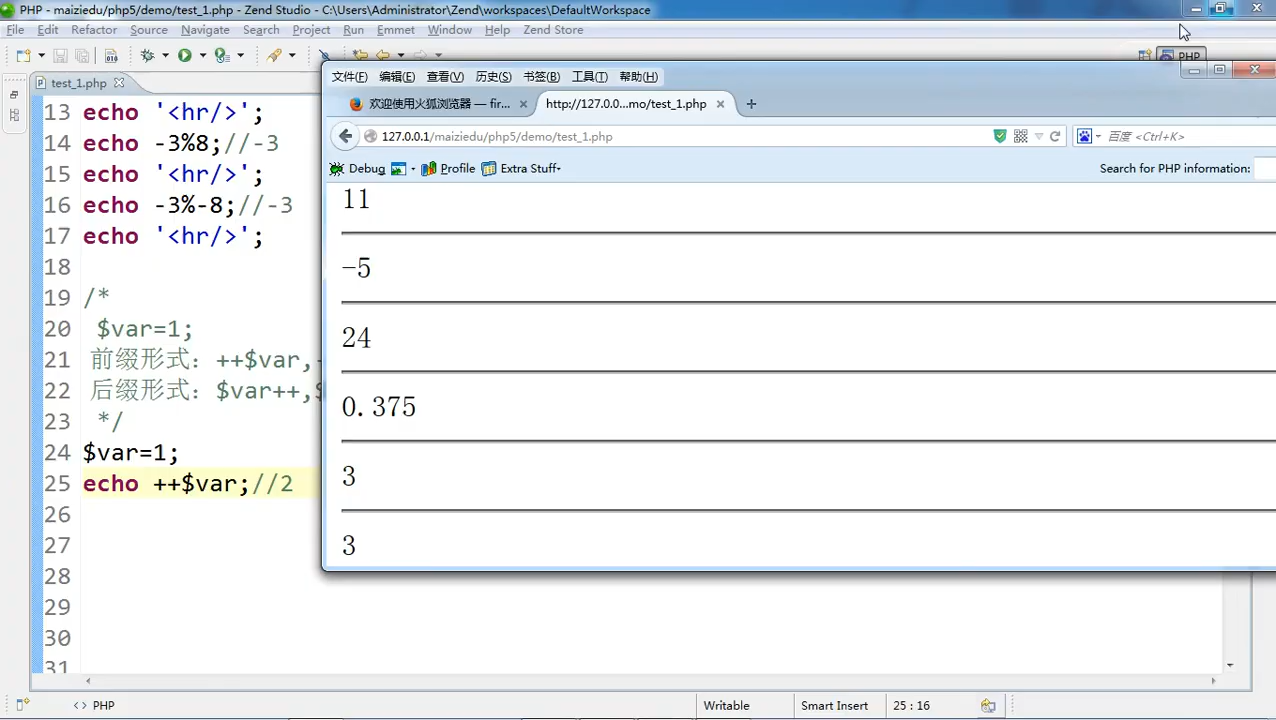 PHP - maiziedu/php5/demo/test_1.php - Zend Studio - C:\Users\Administrator\Zend\workspaces\DefaultWorkspace
File Edit Refactor Source Navigate Search Project Run Emmet Window Help Zend Store
PHP
test_1.php
13 echo '<hr/>';
14 echo -3%8;//-3
15 echo '<hr/>';
16 echo -3%-8;//-3
17 echo '<hr/>';
18
19 /*
20 $var=1;
21 前缀形式：++$var,
22 后缀形式：$var++,
23 */
24 $var=1;
25 echo ++$var;//2
26
27
28
29
30
31
文件(F) 编辑(E) 查看(V) 历史(S) 书签(B) 工具(T) 帮助(H)
欢迎使用火狐浏览器 — fir... http://127.0.0...mo/test_1.php
127.0.0.1/maiziedu/php5/demo/test_1.php 百度 <Ctrl+K>
Debug Profile Extra Stuff Search for PHP information:
11
-5
24
0.375
3
3
<> PHP Writable Smart Insert 25 : 16